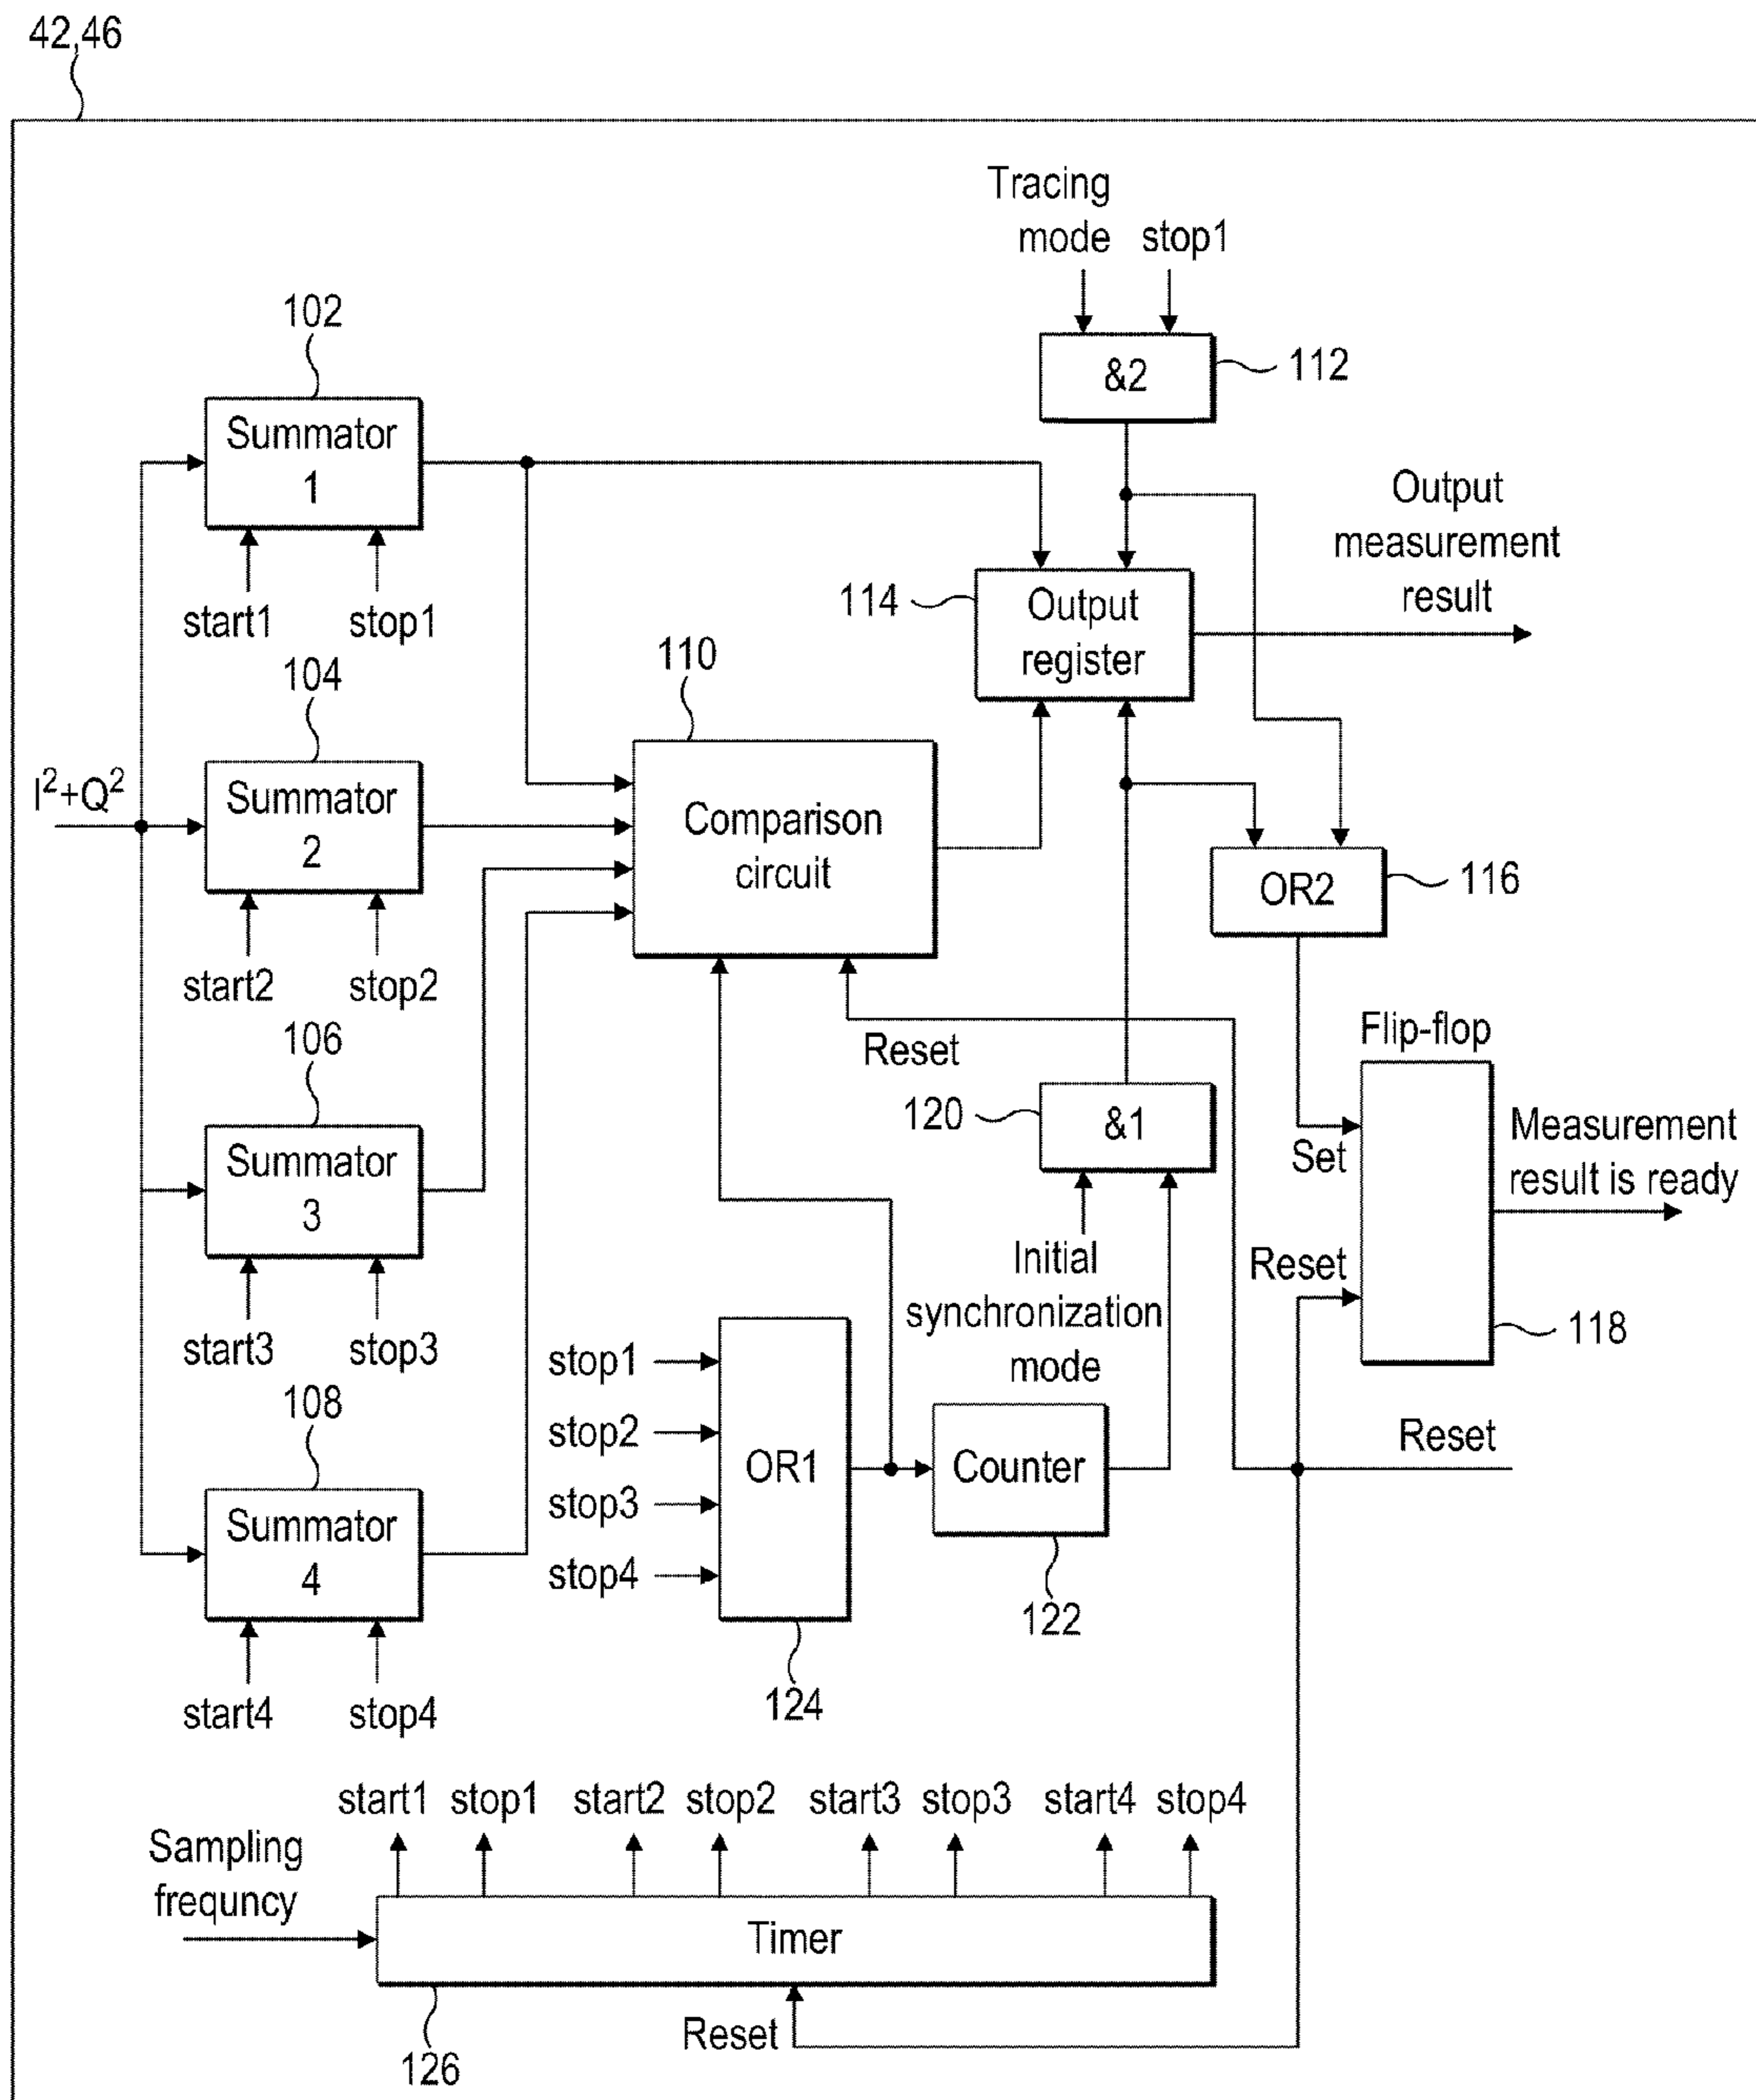 42,46
Tracing
mode
stop1
102
&2
112
Summator
1
start1
stop1
Output
measurement
result
114
Output
register
104
110
I²+Q²
Summator
2
start2
stop2
Comparison
circuit
OR2
116
106
Reset
Flip-flop
120
&1
Set
Measurement
result is ready
Summator
3
start3
stop3
Initial
synchronization
mode
Reset
118
108
stop1
stop2
stop3
stop4
OR1
Counter
Reset
Summator
4
start4
stop4
122
124
start1
stop1
start2
stop2
start3
stop3
start4
stop4
Sampling
frequncy
Timer
Reset
126